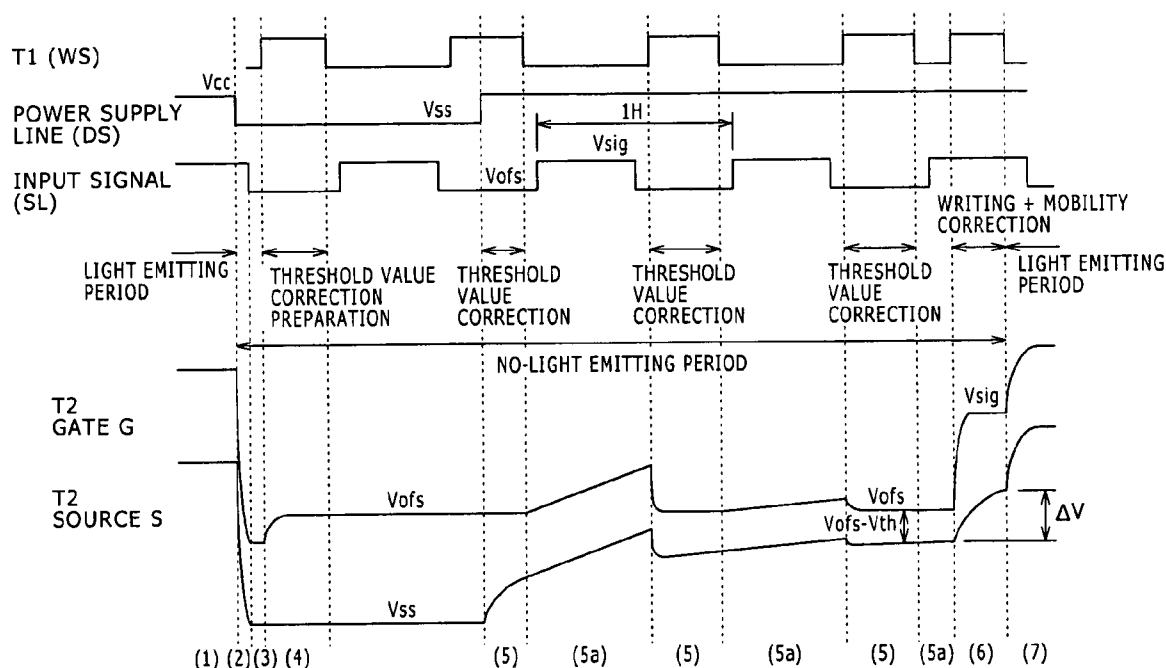 T1 (WS)
Vcc
POWER SUPPLY
LINE (DS)
Vss
1H
Vsig
INPUT SIGNAL
(SL)
Vofs
WRITING + MOBILITY
CORRECTION
LIGHT EMITTING
PERIOD
THRESHOLD VALUE
CORRECTION
PREPARATION
THRESHOLD
VALUE
CORRECTION
THRESHOLD
VALUE
CORRECTION
THRESHOLD
VALUE
CORRECTION
LIGHT EMITTING
PERIOD
NO-LIGHT EMITTING PERIOD
T2
GATE G
Vsig
T2
SOURCE S
Vofs
Vofs
Vofs-Vth
ΔV
Vss
(1) (2) (3) (4) (5) (5a) (5) (5a) (5) (5a) (6) (7)